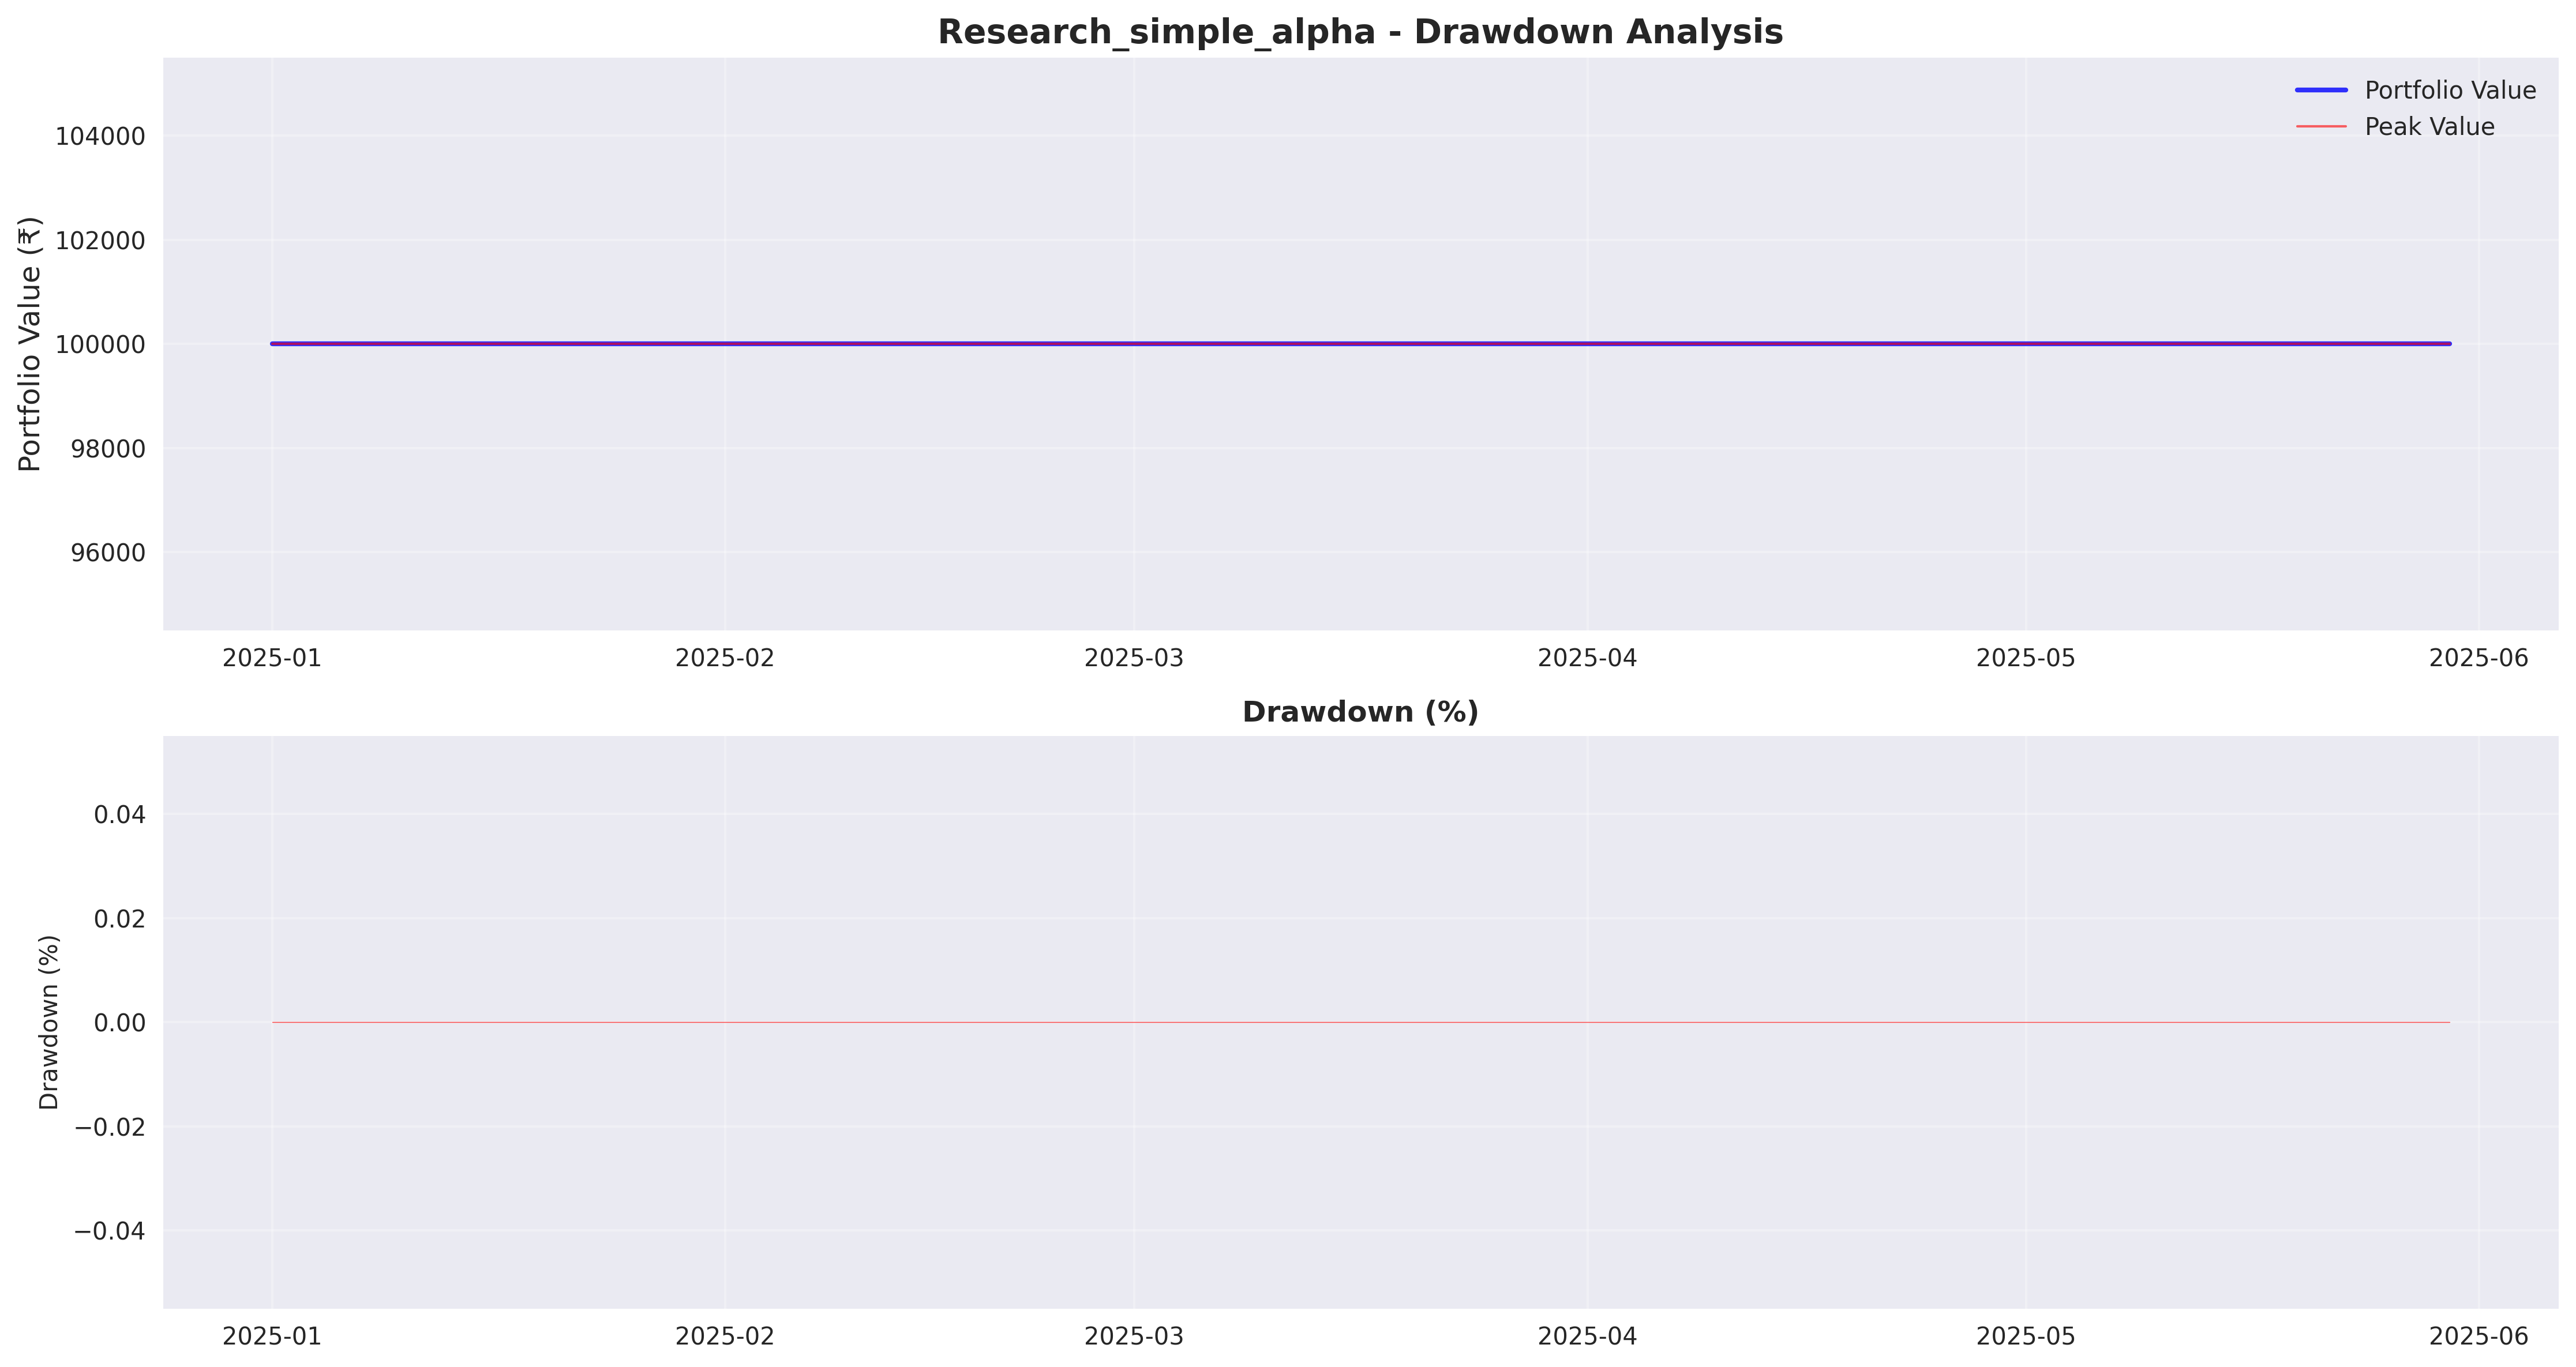 Research_simple_alpha - Drawdown Analysis
Portfolio Value
Peak Value
Portfolio Value (₹)
104000
102000
100000
98000
96000
2025-01 2025-02 2025-03 2025-04 2025-05 2025-06
Drawdown (%)
Drawdown (%)
0.04
0.02
0.00
−0.02
−0.04
2025-01 2025-02 2025-03 2025-04 2025-05 2025-06